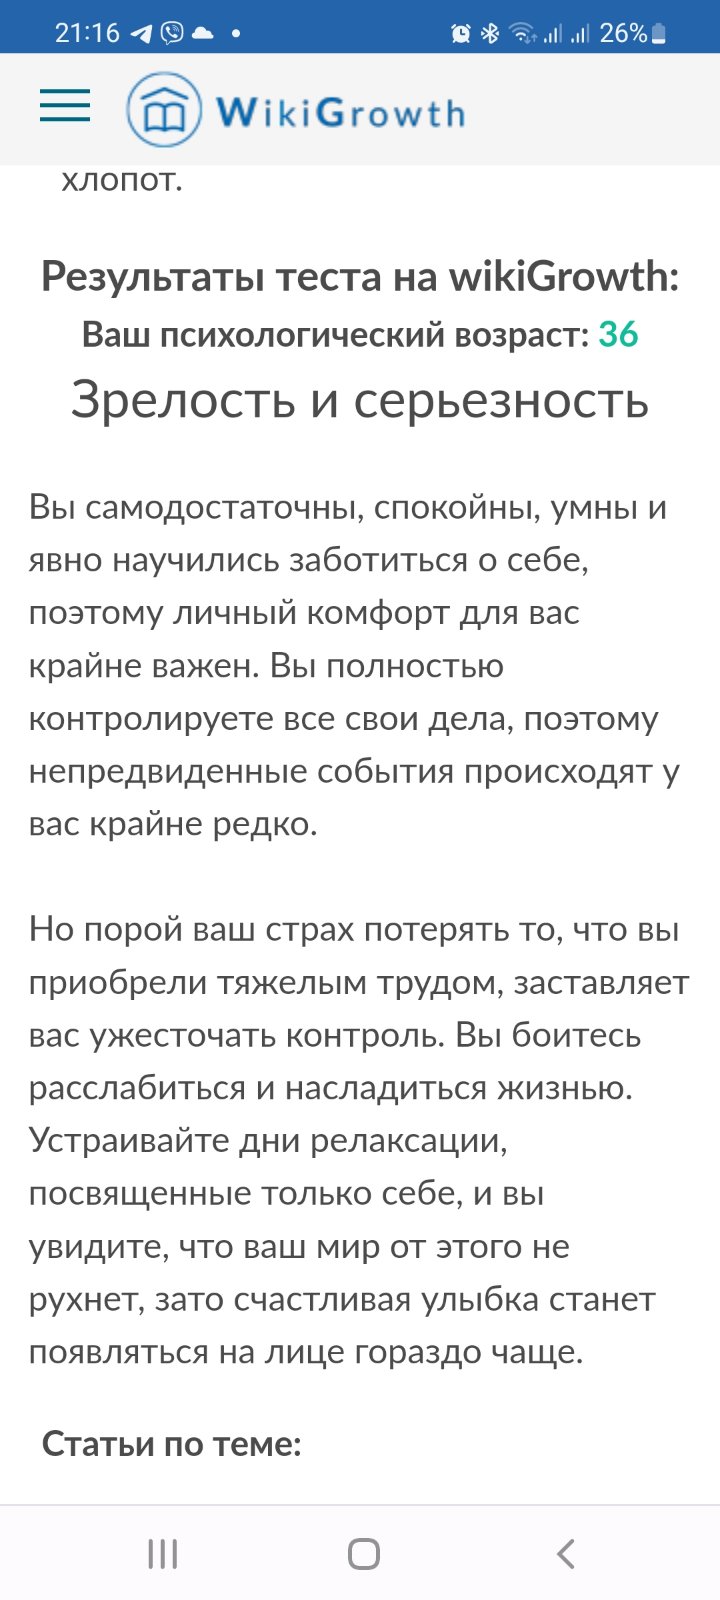 21:16
26%
WikiGrowth
хлопот.
Результаты теста на wikiGrowth:
Ваш психологический возраст: 36
Зрелость и серьезность
Вы самодостаточны, спокойны, умны и
явно научились заботиться о себе,
поэтому личный комфорт для вас
крайне важен. Вы полностью
контролируете все свои дела, поэтому
непредвиденные события происходят у
вас крайне редко.
Но порой ваш страх потерять то, что вы
приобрели тяжелым трудом, заставляет
вас ужесточать контроль. Вы боитесь
расслабиться и насладиться жизнью.
Устраивайте дни релаксации,
посвященные только себе, и вы
увидите, что ваш мир от этого не
рухнет, зато счастливая улыбка станет
появляться на лице гораздо чаще.
Статьи по теме: